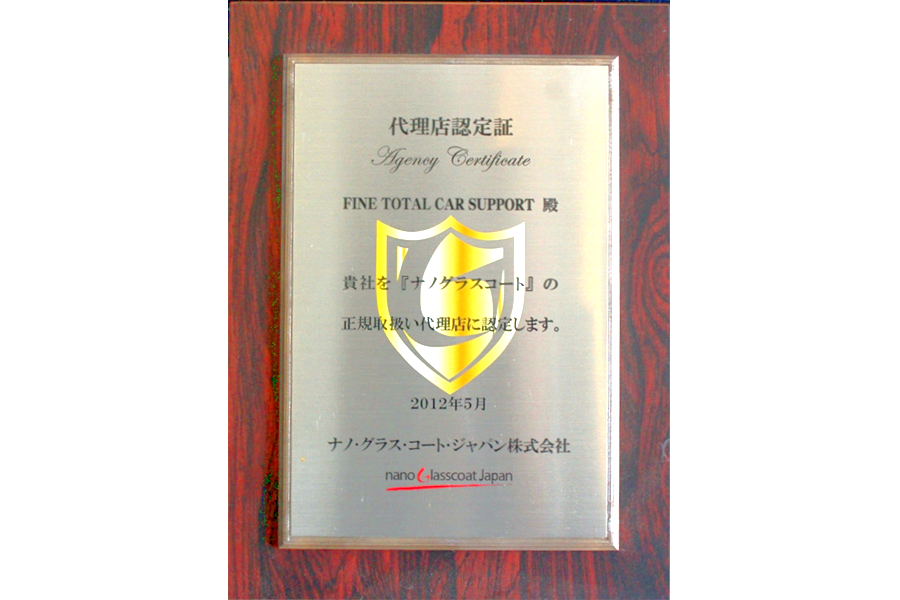 代理店認定証
Agency Certificate
FINE TOTAL CAR SUPPORT 殿
貴社を『ナノグラスコート』の
正規取扱い代理店に認定します。
2012年5月
ナノ・グラス・コート・ジャパン株式会社
nano Glasscoat Japan